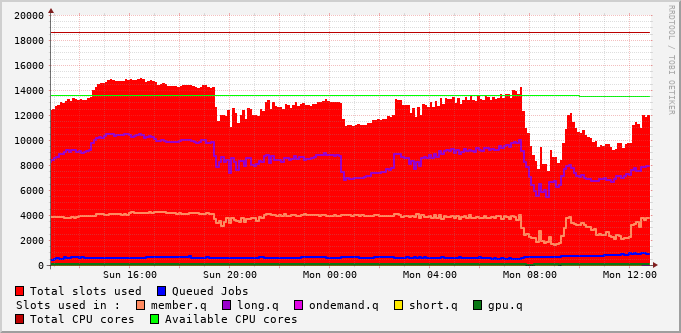 20000
18000
16000
14000
12000
10000
8000
6000
4000
2000
0
Sun 16:00 Sun 20:00 Mon 00:00 Mon 04:00 Mon 08:00 Mon 12:00
RRDTOOL / TOBI OETIKER
Total slots used Queued Jobs
Slots used in : member.q long.q ondemand.q short.q gpu.q
Total CPU cores Available CPU cores